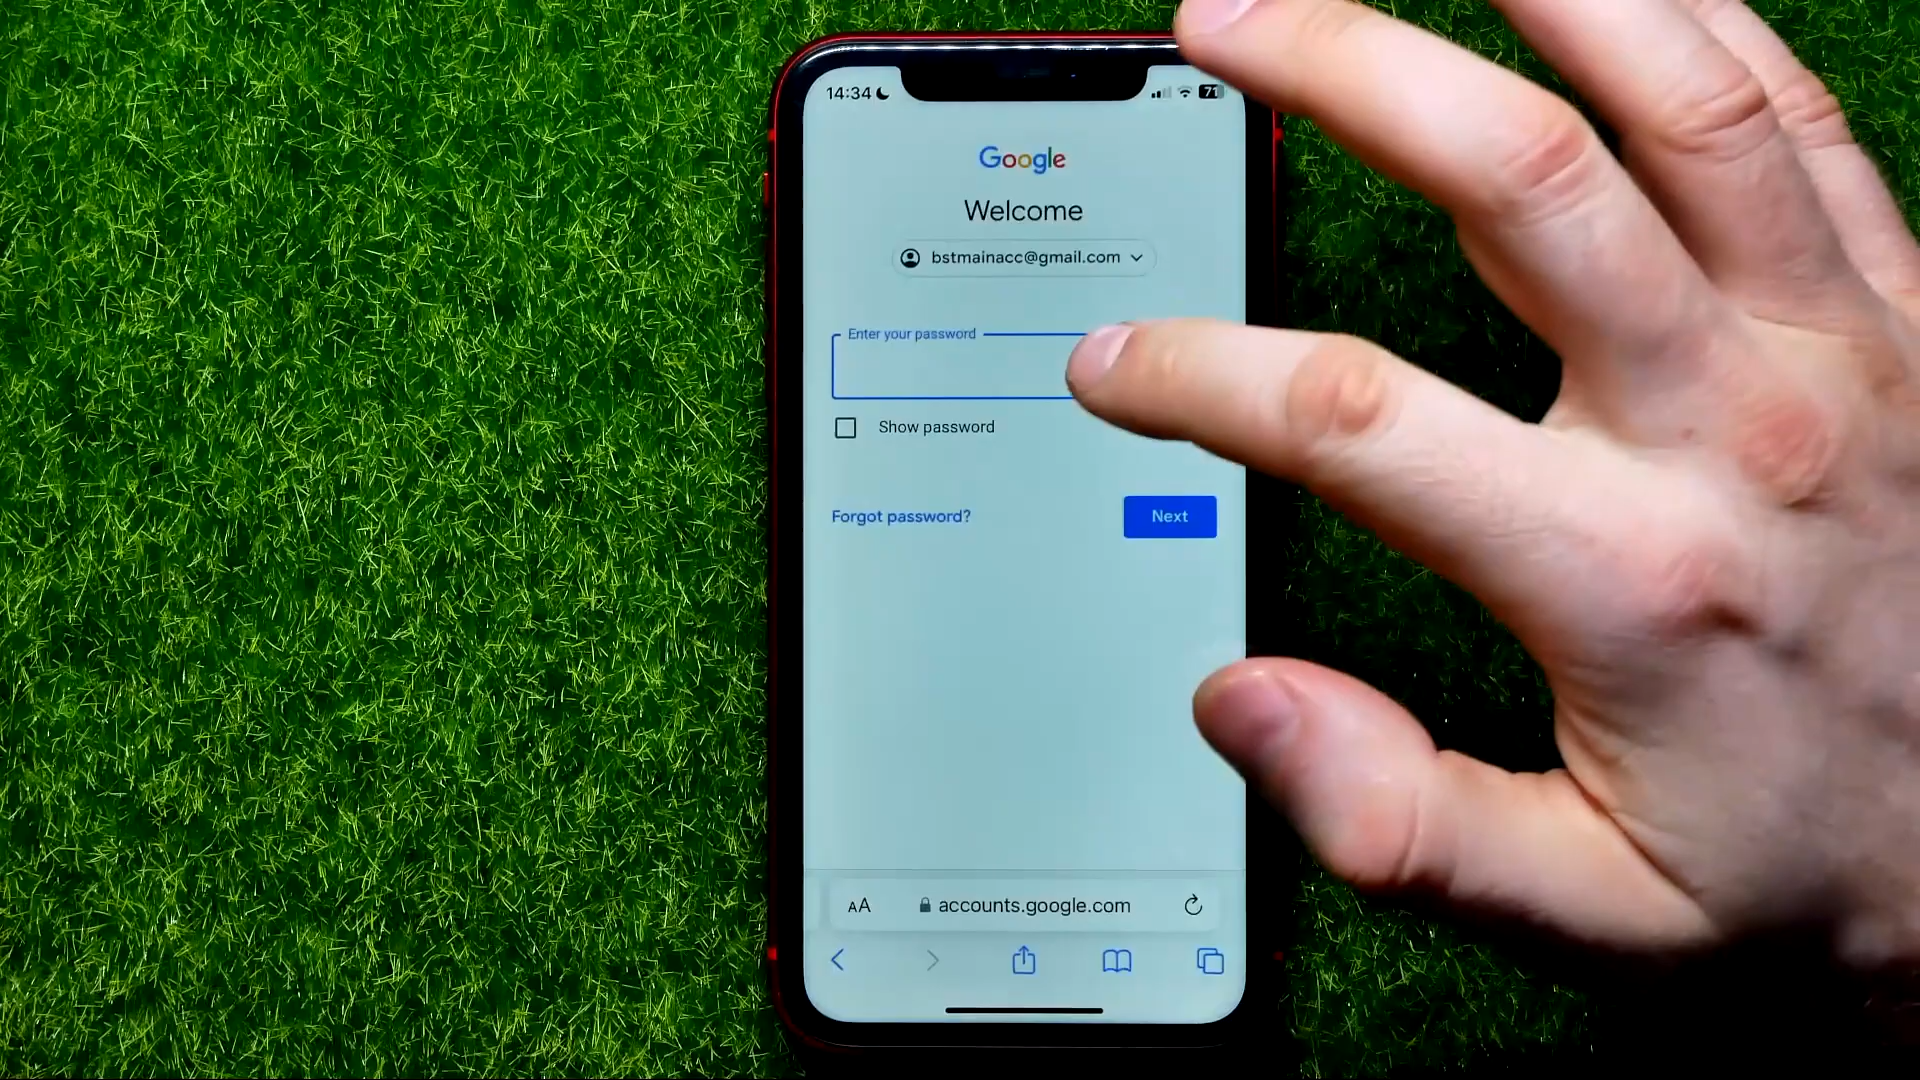 14:34
71
Google
Welcome
bstmainacc@gmail.com
Enter your password
Show password
Forgot password?
Next
AA
accounts.google.com